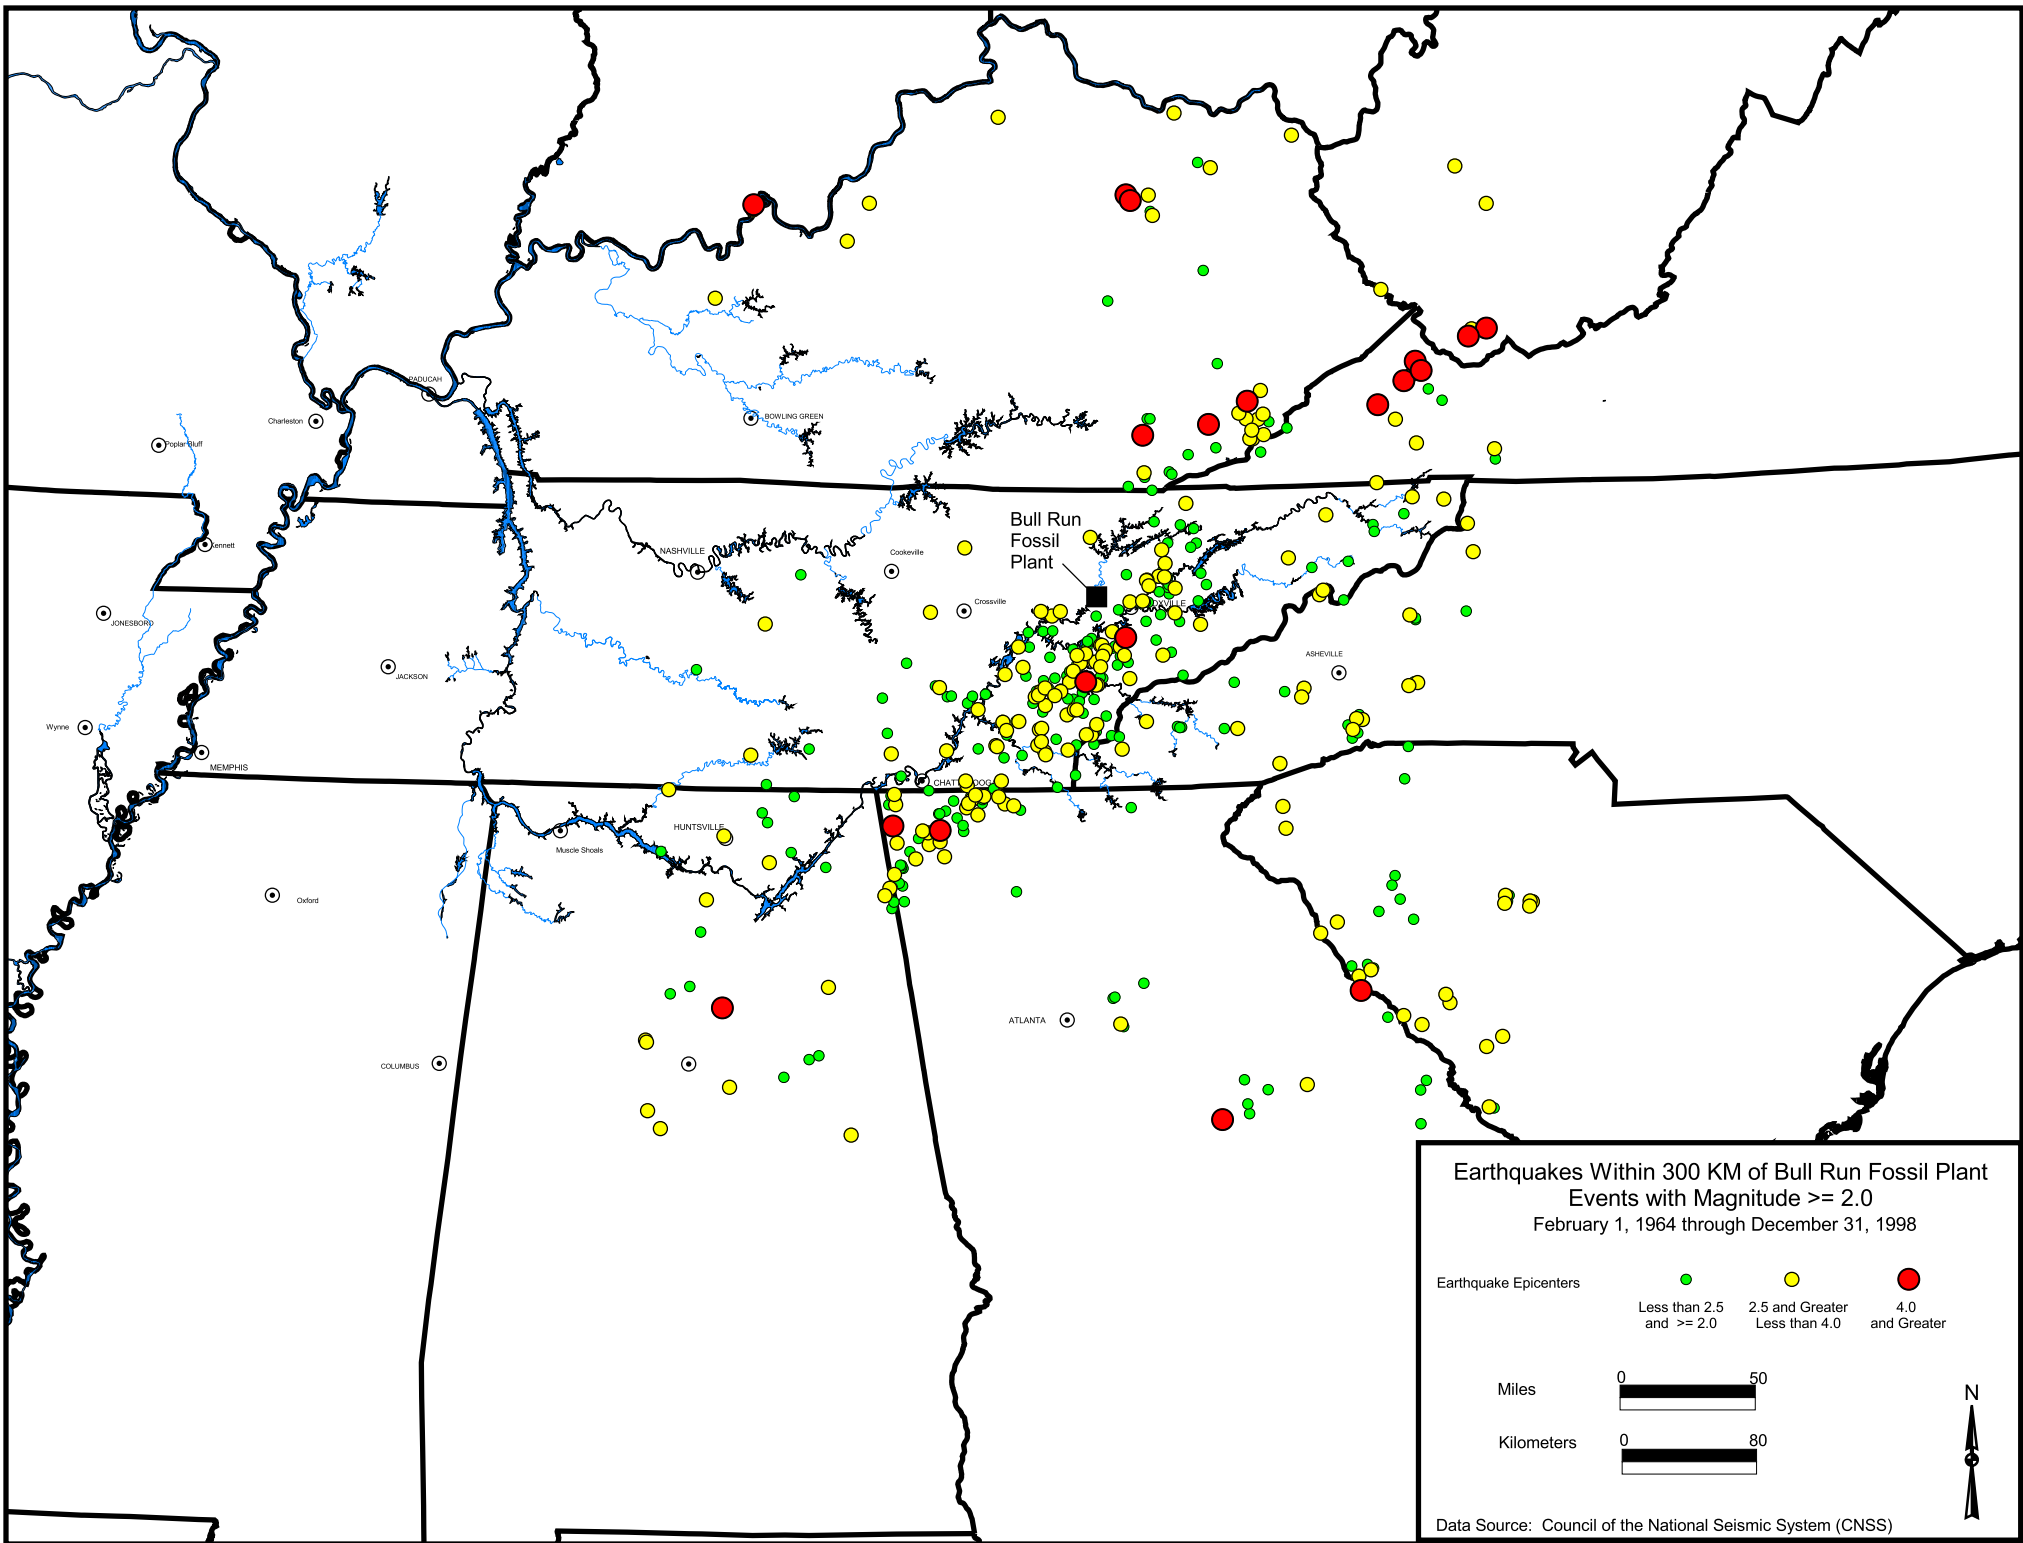 PADUCAH
Charleston
BOWLING GREEN
Poplar Bluff
Bull Run
Fossil
Plant
Kennett
NASHVILLE
Cookeville
Crossville
JONESBORO
ASHEVILLE
JACKSON
Wynne
MEMPHIS
HUNTSVILLE
Muscle Shoals
Oxford
ATLANTA
COLUMBUS
Earthquakes Within 300 KM of Bull Run Fossil Plant
Events with Magnitude >= 2.0
February 1, 1964 through December 31, 1998
Earthquake Epicenters
Less than 2.5 2.5 and Greater 4.0
and >= 2.0 Less than 4.0 and Greater
0 50
Miles
N
0 80
Kilometers
Data Source: Council of the National Seismic System (CNSS)